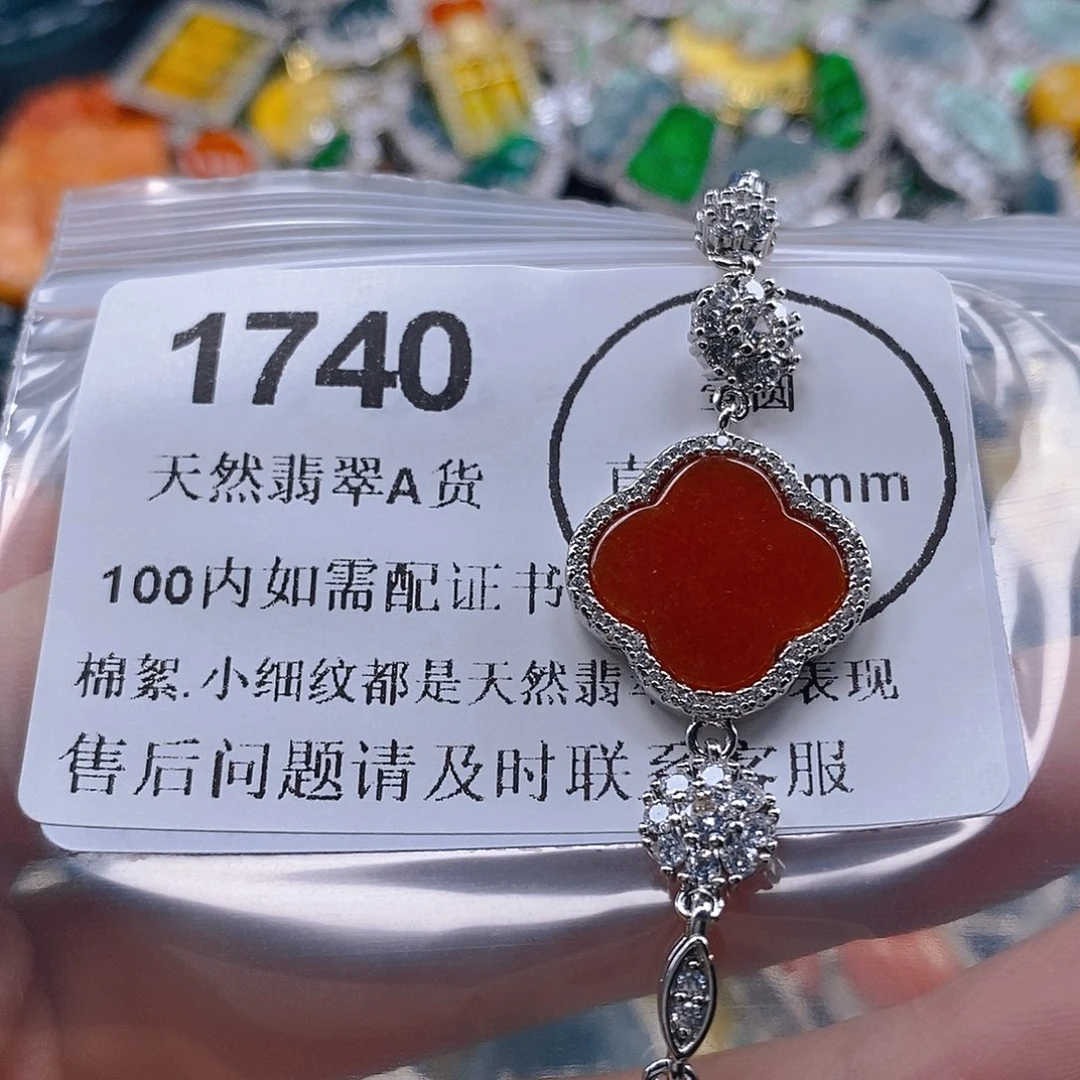 1740
圆
天然翡翠A货
mm
100内如需配证书
棉絮.小细纹都是天然翡 表现
售后问题请及时联 客服